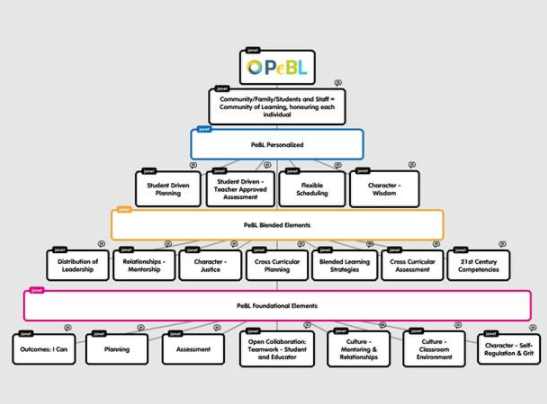 PeBL
Community/Family/Students and Staff =
Community of Learning, honouring each
individual
PeBL Personalized
Student Driven
Planning
Student Driven -
Teacher Approved
Assessment
Flexible
Scheduling
Character -
Wisdom
PeBL Blended Elements
Distribution of
Leadership
Relationships -
Mentorship
Character -
Justice
Cross Curricular
Planning
Blended Learning
Strategies
Cross Curricular
Assessment
21st Century
Competencies
PeBL Foundational Elements
Outcomes: I Can
Planning
Assessment
Open Collaboration:
Teamwork - Student
and Educator
Culture -
Mentoring &
Relationships
Culture -
Classroom
Environment
Character - Self-
Regulation & Grit